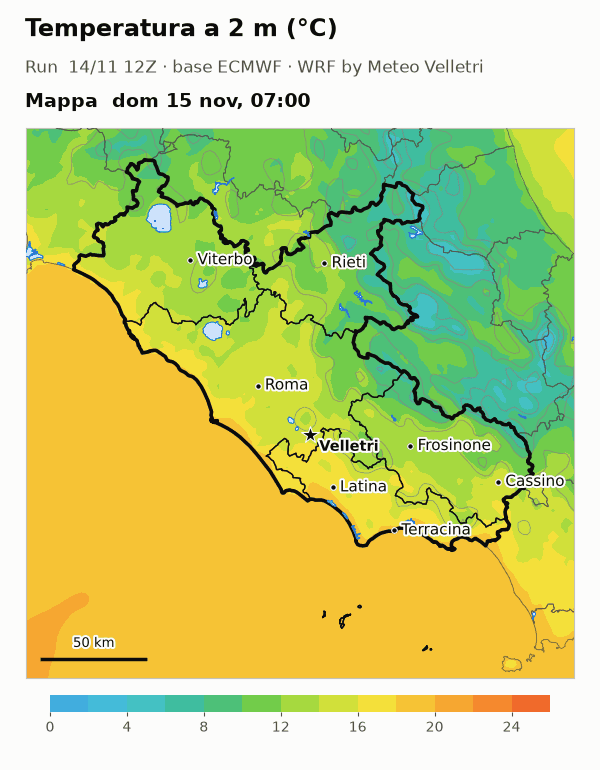 Temperatura a 2 m (°C)
Run  14/11 12Z · base ECMWF · WRF by Meteo Velletri
Mappa  dom 15 nov, 07:00
Viterbo
Rieti
Roma
Velletri
Frosinone
Cassino
Latina
Terracina
50 km
0 4 8 12 16 20 24